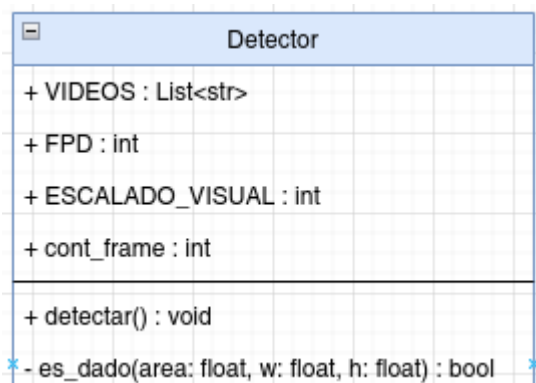 Detector
+ VIDEOS : List<str>
+ FPD : int
+ ESCALADO_VISUAL : int
+ cont_frame : int
+ detectar() : void
- es_dado(area: float, w: float, h: float) : bool